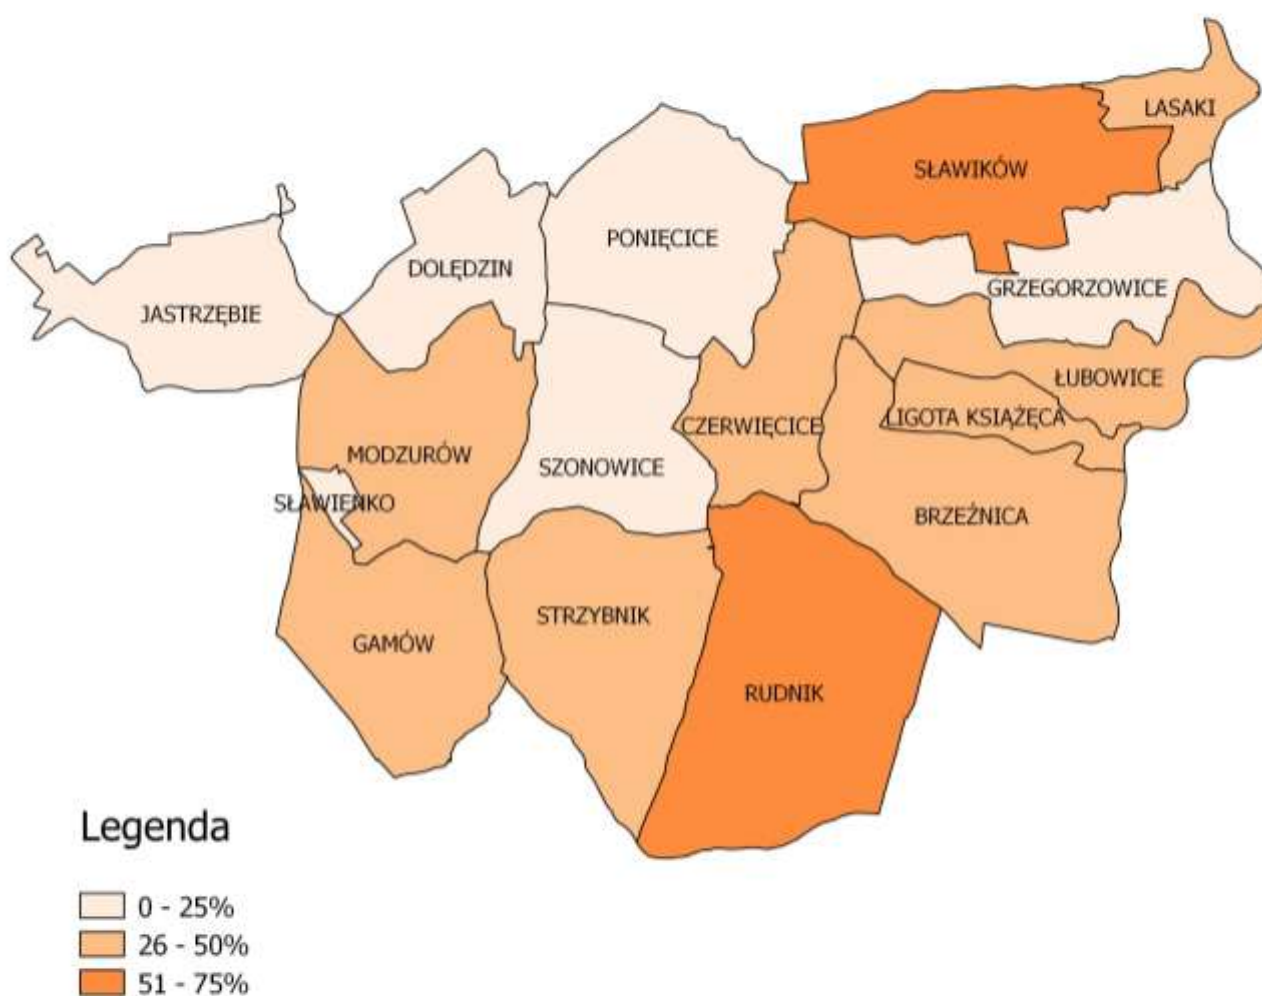 LASAKI
SŁAWIKÓW
PONIĘCICE
DOLĘDZIN
GRZEGORZOWICE
JASTRZĘBIE
ŁUBOWICE
LIGOTA KSIĄŻĘCA
CZERWIĘCICE
MODZURÓW
SZONOWICE
SŁAWIENKO
BRZEŹNICA
STRZYBNIK
GAMÓW
RUDNIK
Legenda
0 - 25%
26 - 50%
51 - 75%